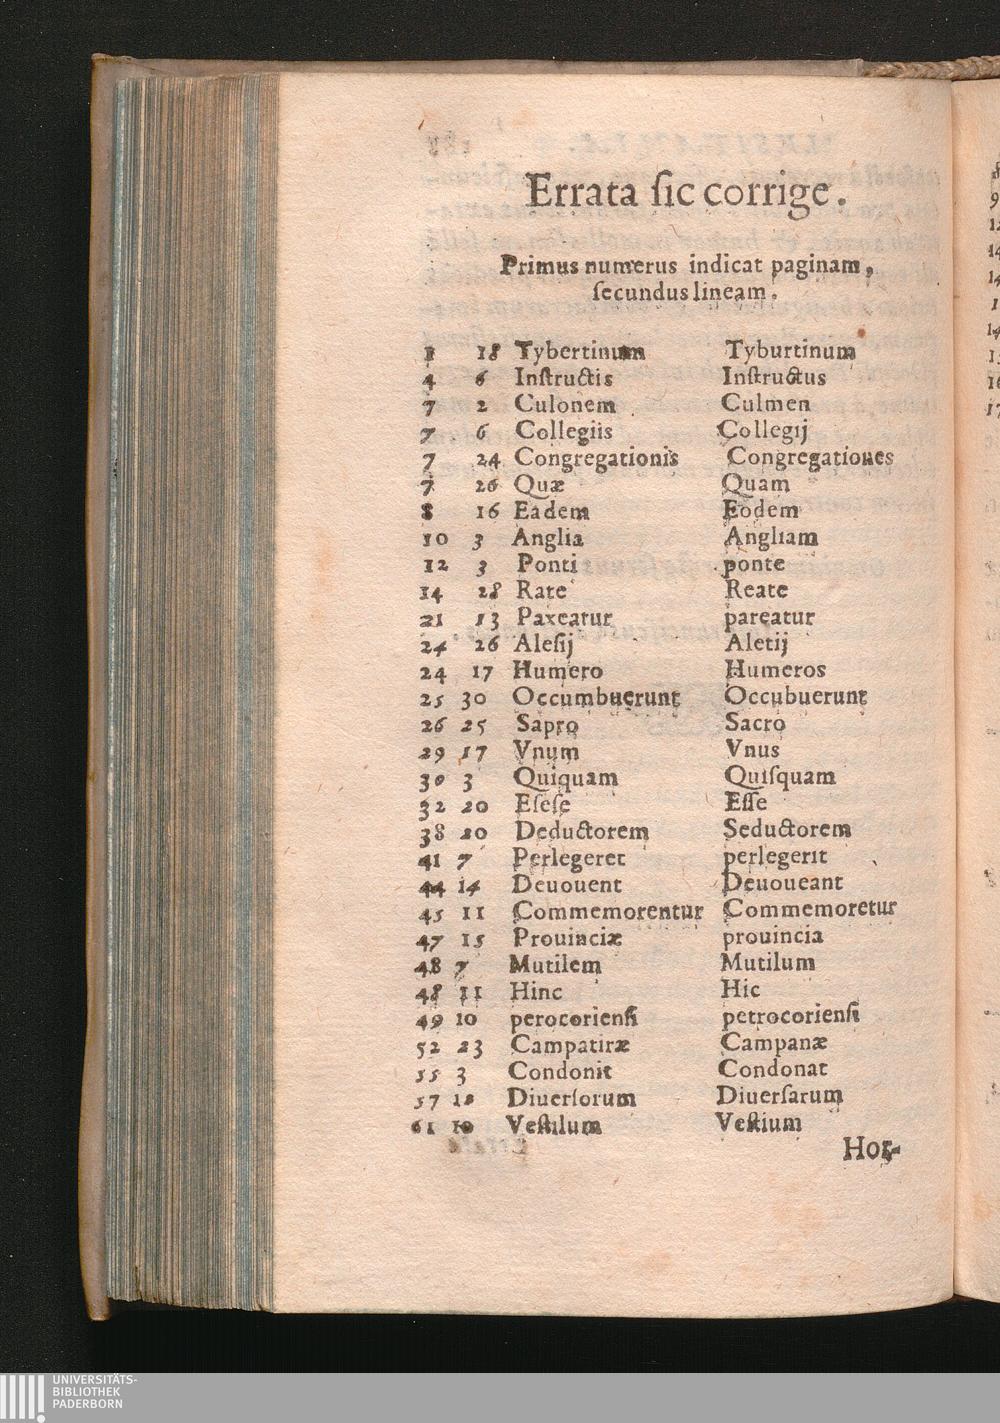 Errata ſic corrige.
Primus numerus indicat paginam,
ſecundus lineam.
1 18 Tybertinum Tyburtinum
4 6 Inſtructis Inſtructus
7 2 Culonem Culmen
7 6 Collegiis Collegij
7 24 Congregationis Congregationes
7 26 Quæ Quam
8 16 Eadem Eodem
10 3 Anglia Angliam
12 3 Ponti ponte
14 28 Rate Reate
21 13 Paxeatur pareatur
24 26 Aleſij Aletij
24 17 Humero Humeros
25 30 Occumbuerunt Occubuerunt
26 25 Sapro Sacro
29 17 Vnum Vnus
30 3 Quiquam Quiſquam
32 20 Eſeſe Eſſe
38 20 Deductorem Seductorem
41 7 Perlegeret perlegerit
44 14 Deuouent Deuoueant
45 11 Commemorentur Commemoretur
47 15 Prouinciæ prouincia
48 7 Mutilem Mutilum
48 11 Hinc Hic
49 10 perocorienſi petrocorienſi
52 23 Campatiræ Campanæ
55 3 Condonit Condonat
57 18 Diuerſorum Diuerſarum
61 10 Veſtilum Veſtium
Hor-
UNIVERSITÄTS-
BIBLIOTHEK
PADERBORN